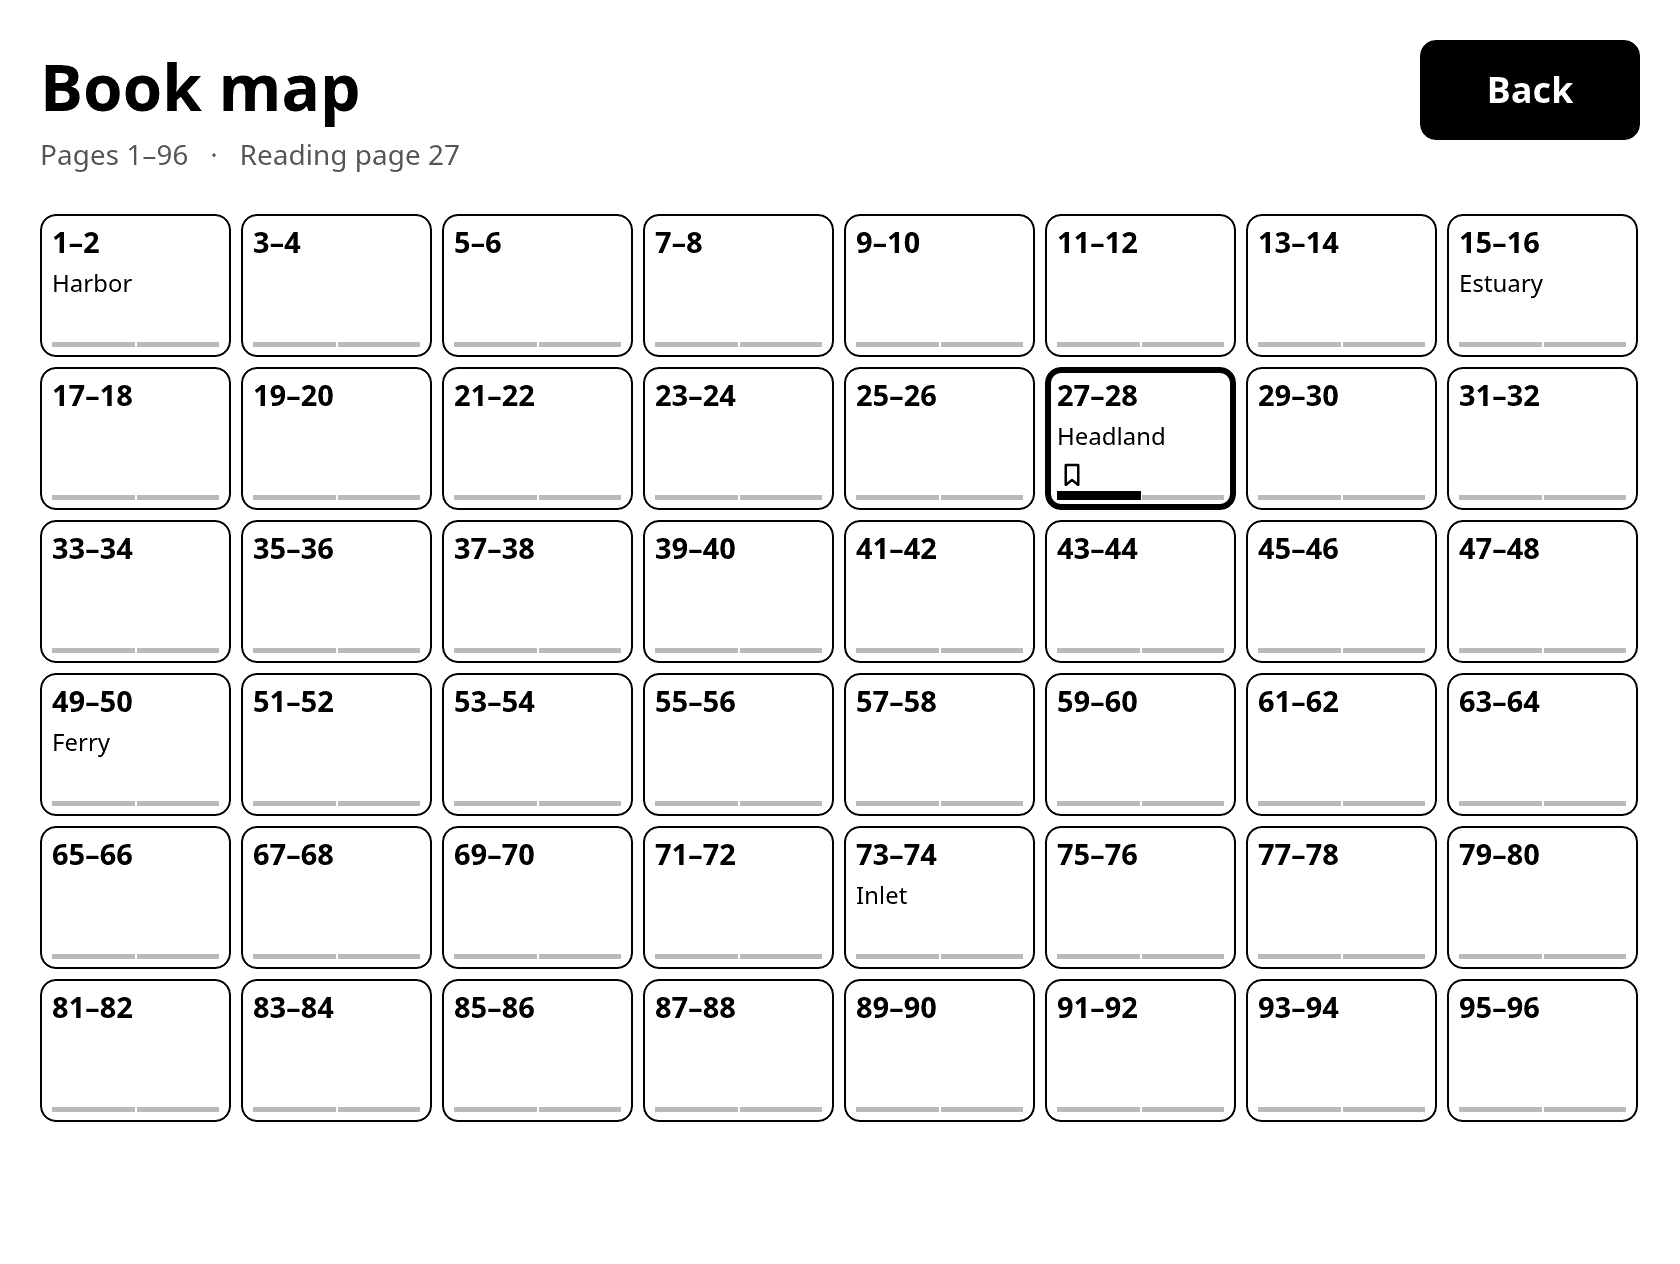 Book map
Back
Pages 1–96 · Reading page 27
1–2 3–4 5–6 7–8 9–10 11–12 13–14 15–16
Harbor Estuary
17–18 19–20 21–22 23–24 25–26 27–28 29–30 31–32
Headland
33–34 35–36 37–38 39–40 41–42 43–44 45–46 47–48
49–50 51–52 53–54 55–56 57–58 59–60 61–62 63–64
Ferry
65–66 67–68 69–70 71–72 73–74 75–76 77–78 79–80
Inlet
81–82 83–84 85–86 87–88 89–90 91–92 93–94 95–96